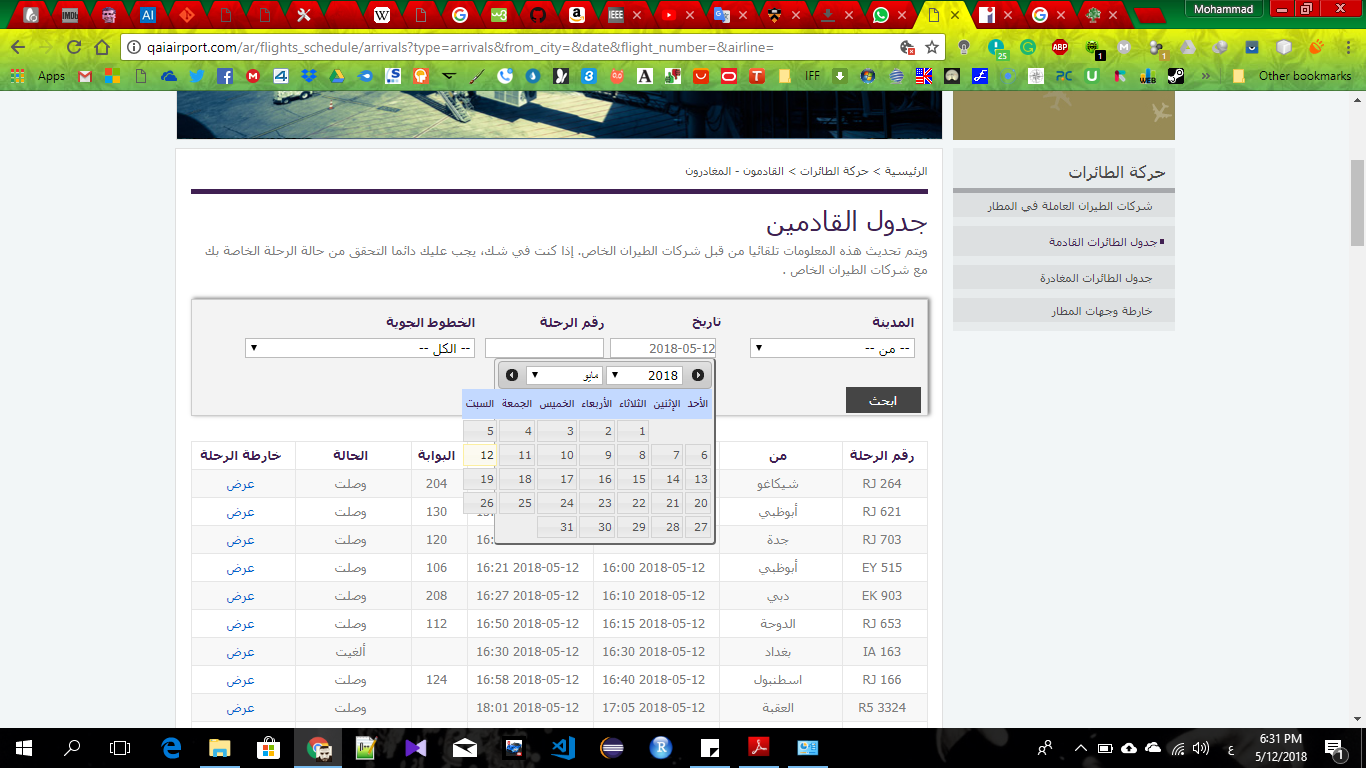 Mohammad
qaiairport.com/ar/flights_schedule/arrivals?type=arrivals&from_city=&date&flight_number=&airline=
Apps
IFF
Other bookmarks
الرئيسية > حركة الطائرات > القادمون - المغادرون
جدول القادمين
ويتم تحديث هذه المعلومات تلقائيا من قبل شركات الطيران الخاص. إذا كنت في شك، يجب عليك دائما التحقق من حالة الرحلة الخاصة بك
مع شركات الطيران الخاص .
حركة الطائرات
شركات الطيران العاملة في المطار
جدول الطائرات القادمة
جدول الطائرات المغادرة
خارطة وجهات المطار
المدينة تاريخ رقم الرحلة الخطوط الجوية
-- من -- 2018-05-12 -- الكل --
2018 مايو
الأحد الإثنين الثلاثاء الأربعاء الخميس الجمعة السبت
1 2 3 4 5
6 7 8 9 10 11 12
13 14 15 16 17 18 19
20 21 22 23 24 25 26
27 28 29 30 31
ابحث
رقم الرحلة من البوابة الحالة خارطة الرحلة
RJ 264 شيكاغو 204 وصلت عرض
RJ 621 أبوظبي 130 وصلت عرض
RJ 703 جدة 120 وصلت عرض
EY 515 أبوظبي 2018-05-12 16:00 2018-05-12 16:21 106 وصلت عرض
EK 903 دبي 2018-05-12 16:10 2018-05-12 16:27 208 وصلت عرض
RJ 653 الدوحة 2018-05-12 16:15 2018-05-12 16:50 112 وصلت عرض
IA 163 بغداد 2018-05-12 16:30 2018-05-12 16:30 ألغيت عرض
RJ 166 اسطنبول 2018-05-12 16:40 2018-05-12 16:58 124 وصلت عرض
R5 3324 العقبة 2018-05-12 17:05 2018-05-12 18:01 وصلت عرض
ع
6:31 PM
5/12/2018